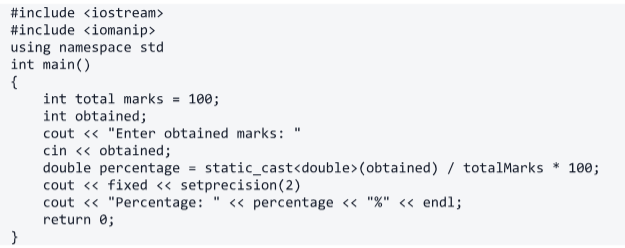 #include <iostream>
#include <iomanip>
using namespace std
int main()
{
    int total marks = 100;
    int obtained;
    cout << "Enter obtained marks: "
    cin << obtained;
    double percentage = static_cast<double>(obtained) / totalMarks * 100;
    cout << fixed << setprecision(2)
    cout << "Percentage: " << percentage << "%" << endl;
    return 0;
}